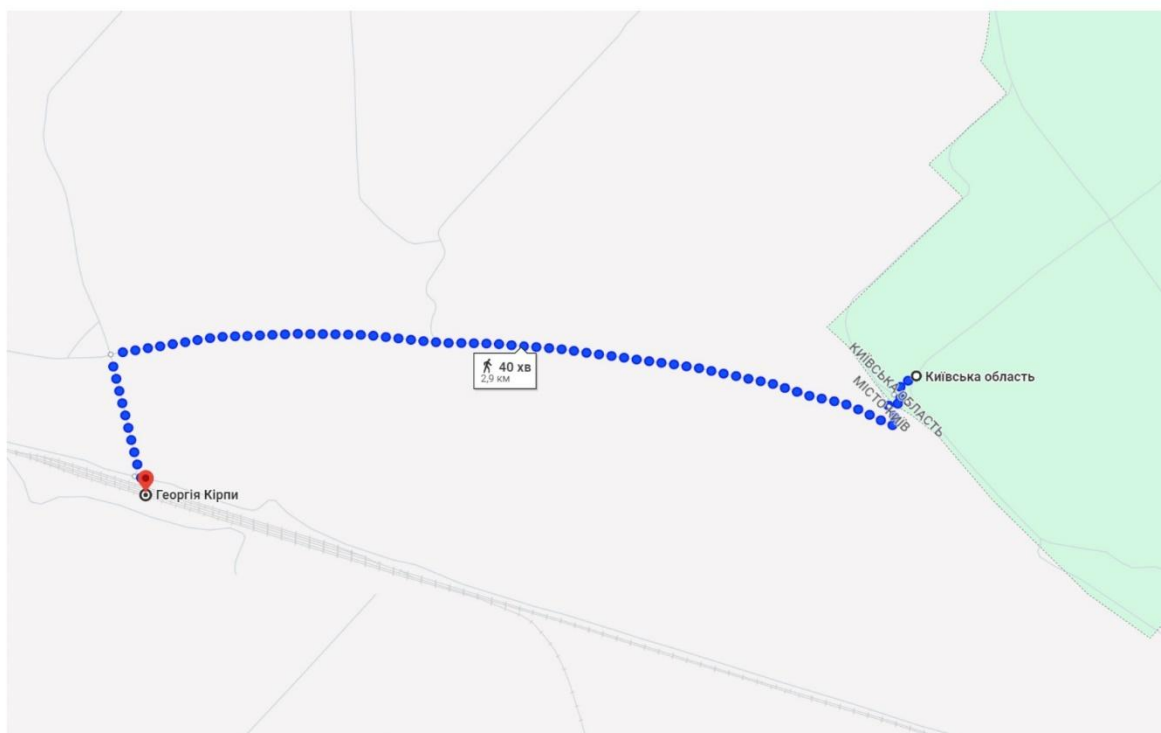 40 хв
2,9 км
КИЇВСЬКА ОБЛАСТЬ
МІСТО КИЇВ
Київська область
Георгія Кірпи